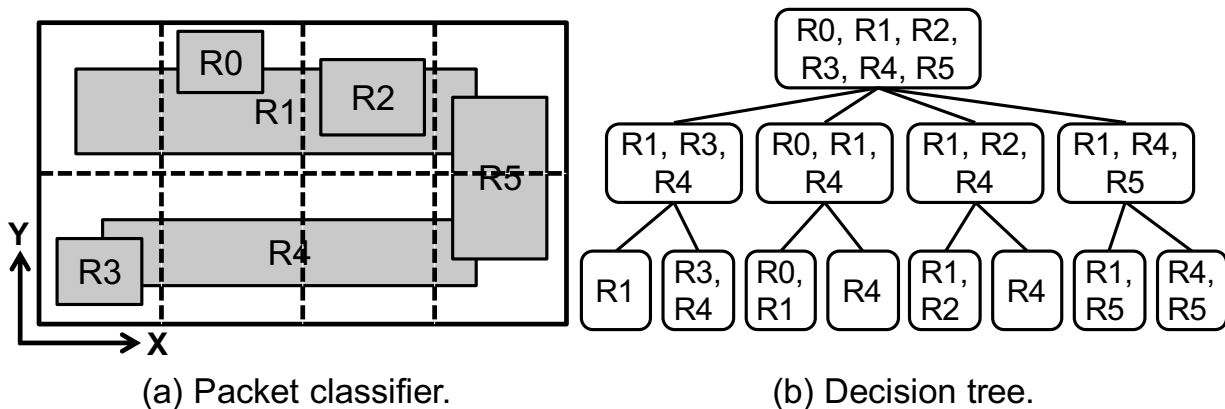 R0
R1
R2
R5
R4
R3
Y
X
(a) Packet classifier.
R0, R1, R2,
R3, R4, R5
R1, R3,
R4
R0, R1,
R4
R1, R2,
R4
R1, R4,
R5
R1
R3,
R4
R0,
R1
R4
R1,
R2
R4
R1,
R5
R4,
R5
(b) Decision tree.